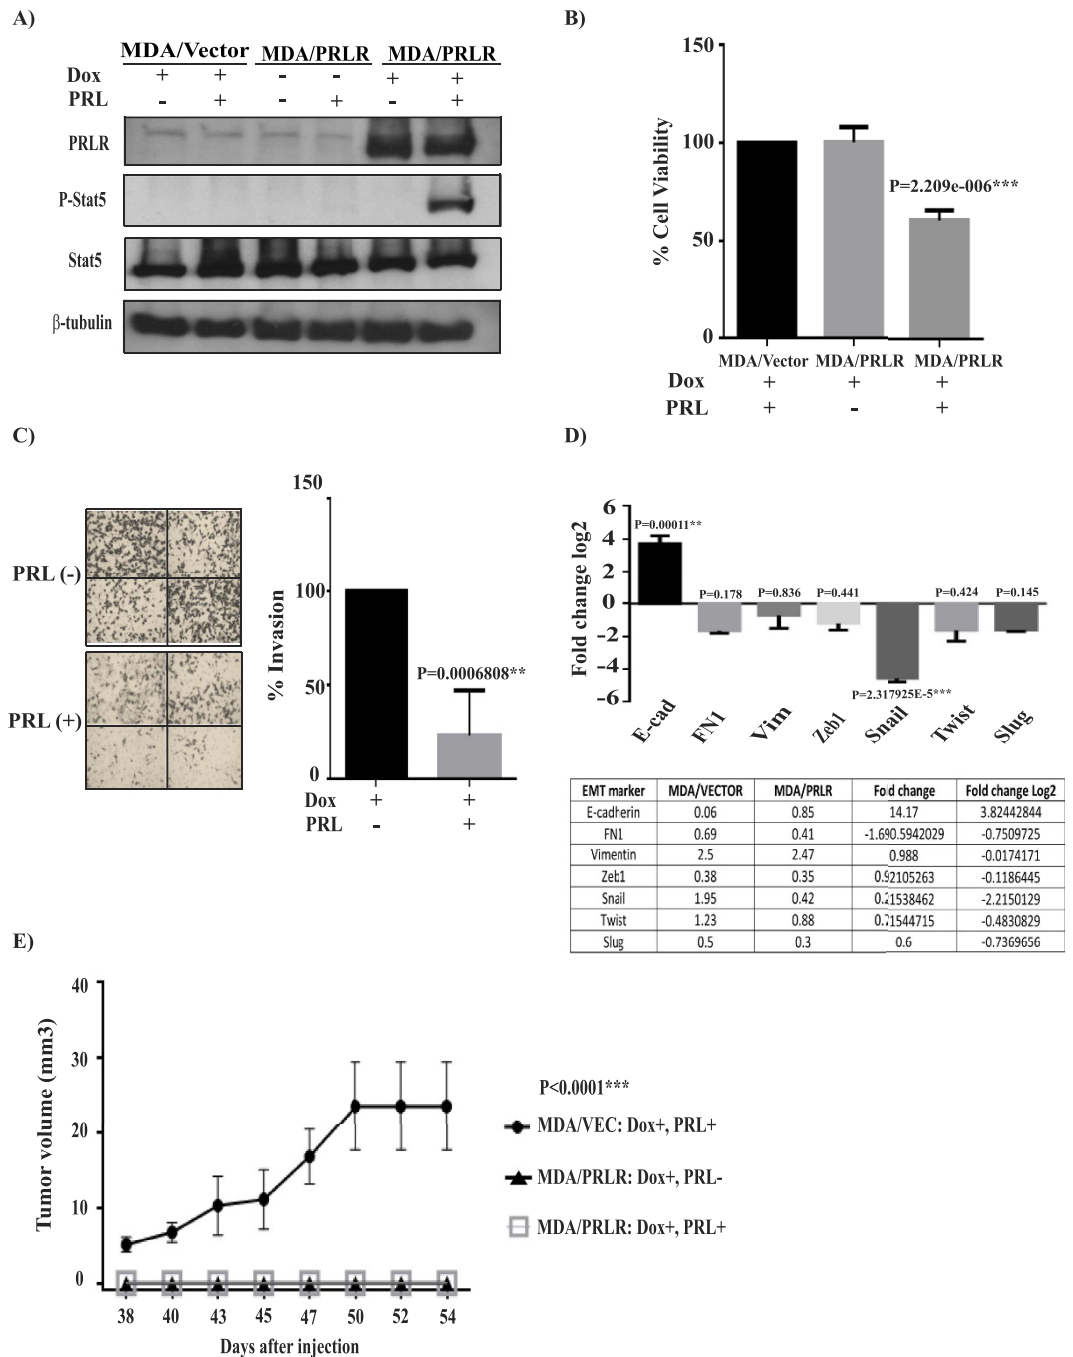 A)
MDA/Vector MDA/PRLR MDA/PRLR
Dox + + - - + +
PRL - + - + - +
PRLR
P-Stat5
Stat5
β-tubulin
B)
150
100
50
0
% Cell Viability
P=2.209e-006***
MDA/Vector MDA/PRLR MDA/PRLR
Dox + + +
PRL + - +
C)
PRL (-)
PRL (+)
150
100
50
0
% Invasion
P=0.0006808**
Dox + +
PRL - +
D)
6
4
2
0
-2
-4
-6
Fold change log2
P=0.00011**
P=0.178
P=0.836
P=0.441
P=2.317925E-5***
P=0.424
P=0.145
E-cad FN1 Vim Zeb1 Snail Twist Slug
EMT marker MDA/VECTOR MDA/PRLR Fold change Fold change Log2
E-cadherin 0.06 0.85 14.17 3.82442844
FN1 0.69 0.41 -1.690.5942029 -0.7509725
Vimentin 2.5 2.47 0.988 -0.0174171
Zeb1 0.38 0.35 0.92105263 -0.1186445
Snail 1.95 0.42 0.21538462 -2.2150129
Twist 1.23 0.88 0.71544715 -0.4830829
Slug 0.5 0.3 0.6 -0.7369656
E)
40
30
20
10
0
Tumor volume (mm3)
38 40 43 45 47 50 52 54
Days after injection
P<0.0001***
MDA/VEC: Dox+, PRL+
MDA/PRLR: Dox+, PRL-
MDA/PRLR: Dox+, PRL+